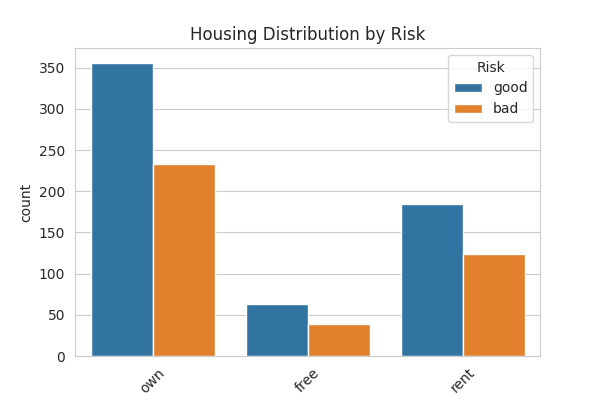 Housing Distribution by Risk
Risk
good
bad
count
350
300
250
200
150
100
50
0
own
free
rent